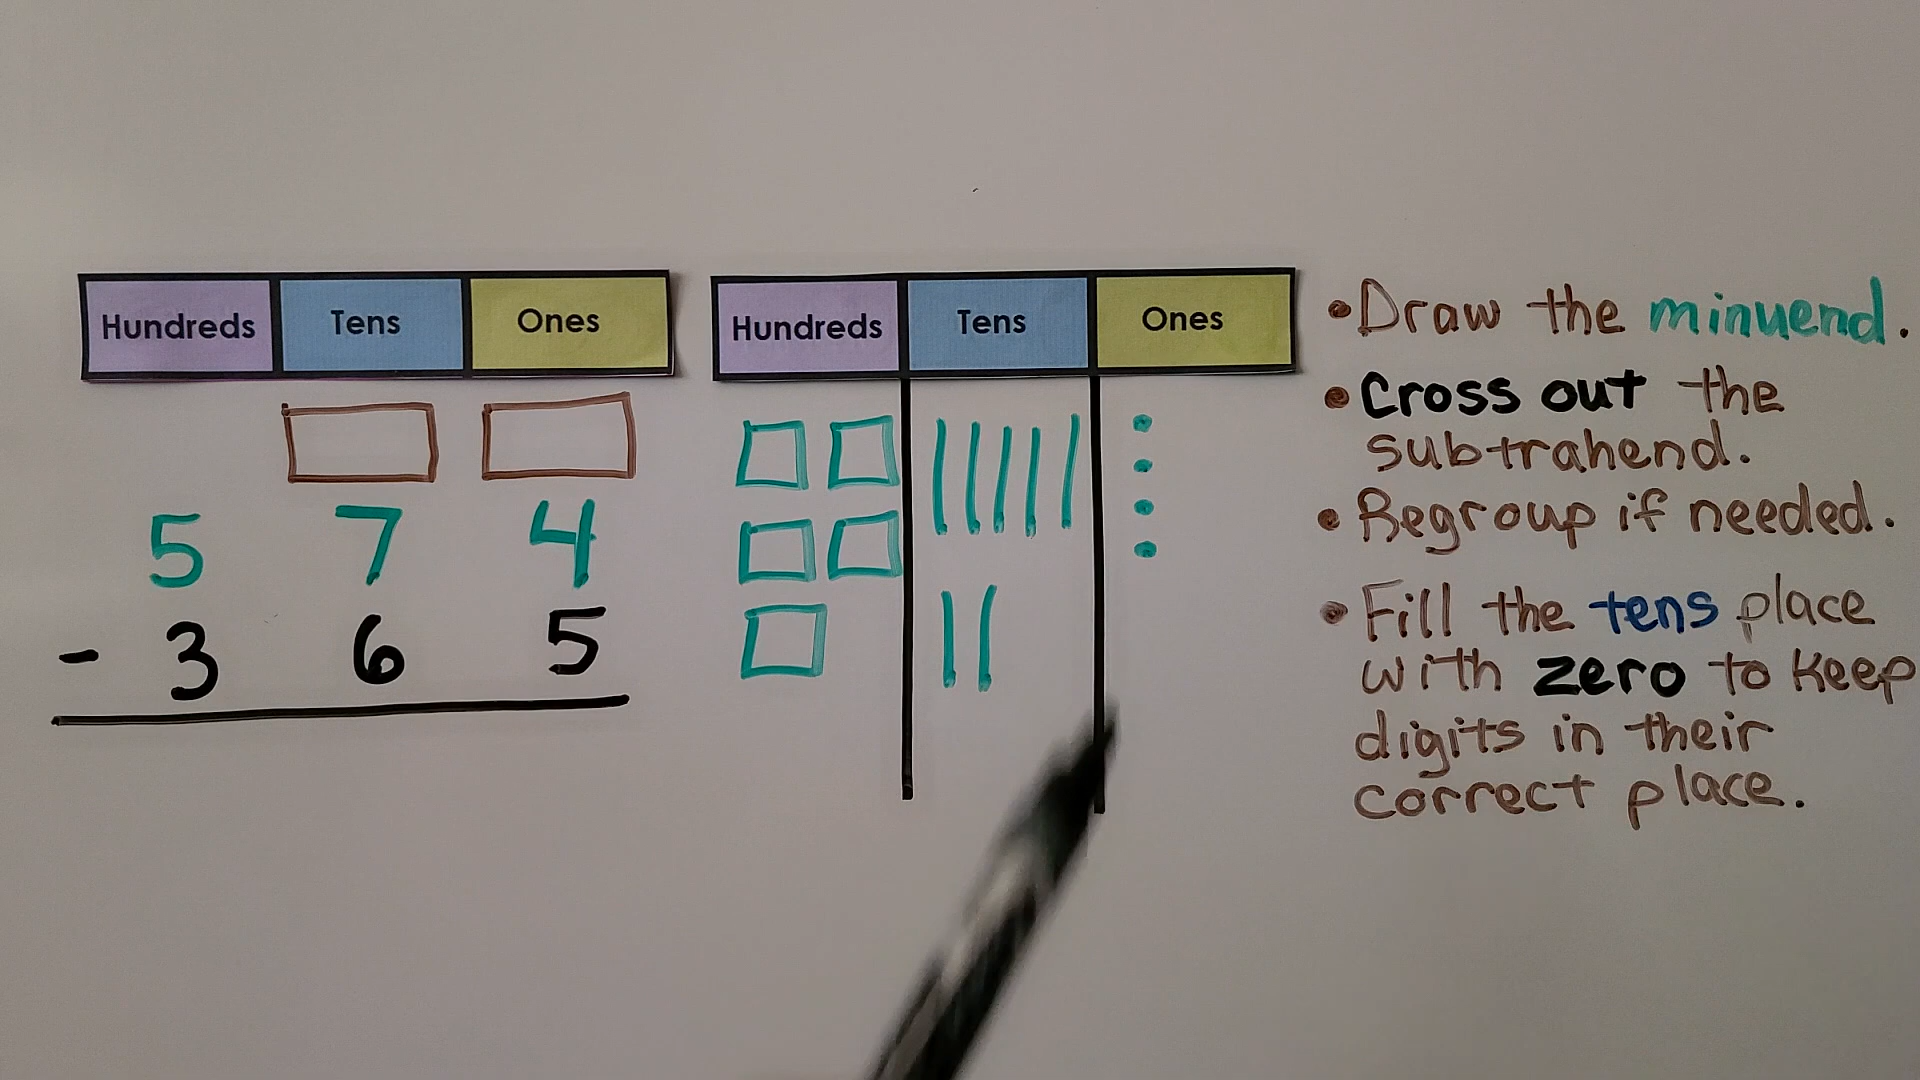 Hundreds Tens Ones
5 7 4
- 3 6 5
Hundreds Tens Ones
•Draw the minuend.
• Cross out the
subtrahend.
• Regroup if needed.
• Fill the tens place
with zero to keep
digits in their
correct place.